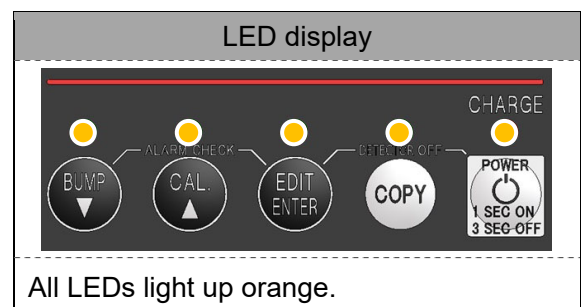 LED display
CHARGE
ALARM CHECK
DETECTOR OFF
BUMP
CAL.
EDIT
ENTER
COPY
POWER
1 SEC ON
3 SEC OFF
All LEDs light up orange.